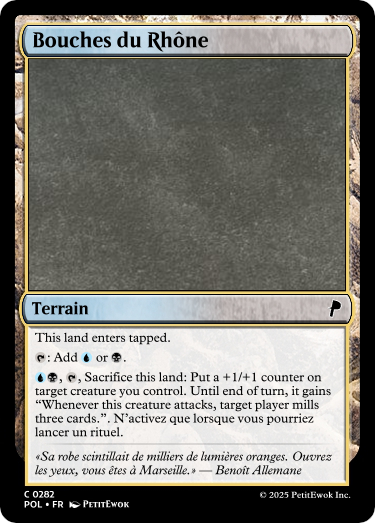 Bouches du Rhône
Terrain
This land enters tapped.
: Add or .
, , Sacrifice this land: Put a +1/+1 counter on
target creature you control. Until end of turn, it gains
“Whenever this creature attacks, target player mills
three cards.”. N’activez que lorsque vous pourriez
lancer un rituel.
«Sa robe scintillait de milliers de lumières oranges. Ouvrez
les yeux, vous êtes à Marseille.» — Benoît Allemane
C 0282
POL • FR PetitEwok
© 2025 PetitEwok Inc.